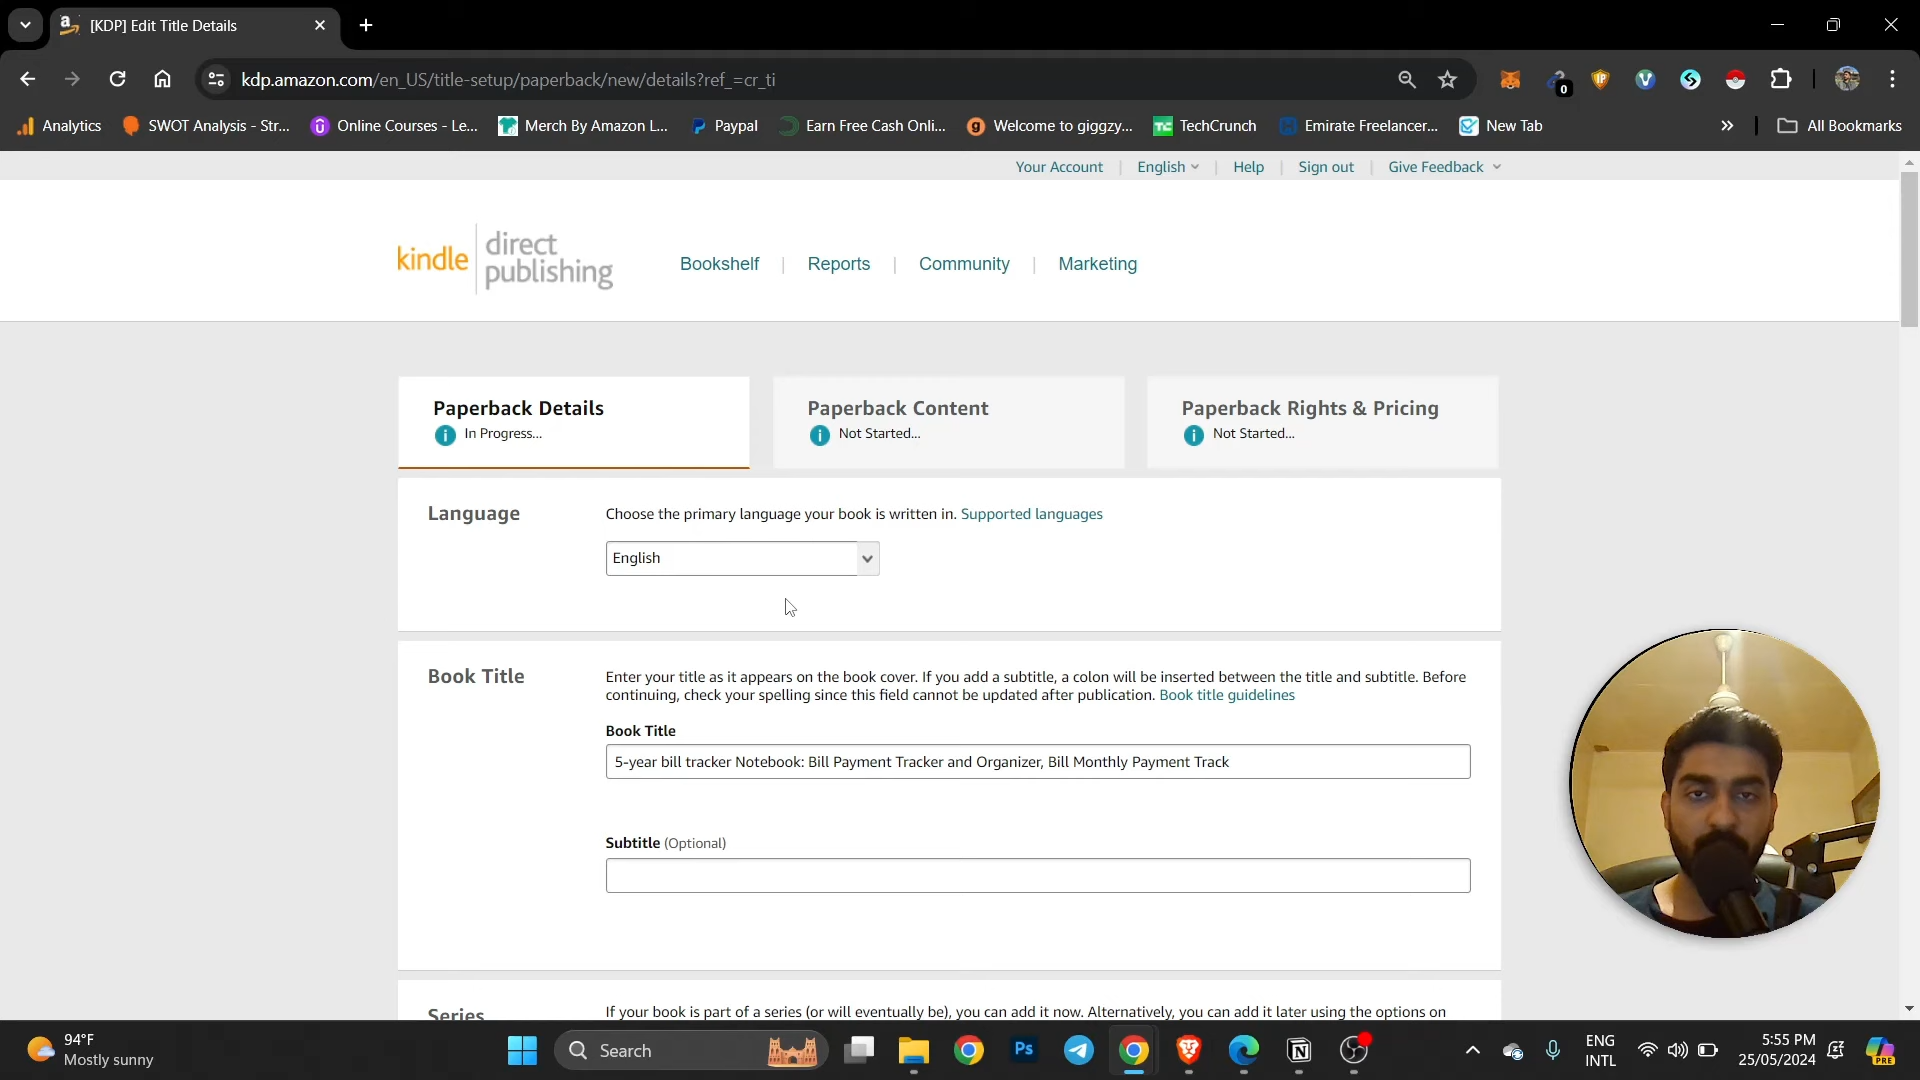 [KDP] Edit Title Details
kdp.amazon.com/en_US/title-setup/paperback/new/details?ref_=cr_ti
0
Analytics
SWOT Analysis - Str...
Online Courses - Le...
Merch By Amazon L...
Paypal
Earn Free Cash Onli...
Welcome to giggzy...
TechCrunch
Emirate Freelancer...
New Tab
All Bookmarks
Your Account
English
Help
Sign out
Give Feedback
kindle direct publishing
Bookshelf
Reports
Community
Marketing
Paperback Details
In Progress...
Paperback Content
Not Started...
Paperback Rights & Pricing
Not Started...
Language
Choose the primary language your book is written in. Supported languages
English
Book Title
Enter your title as it appears on the book cover. If you add a subtitle, a colon will be inserted between the title and subtitle. Before
continuing, check your spelling since this field cannot be updated after publication. Book title guidelines
Book Title
5-year bill tracker Notebook: Bill Payment Tracker and Organizer, Bill Monthly Payment Track
Subtitle (Optional)
Series
If your book is part of a series (or will eventually be), you can add it now. Alternatively, you can add it later using the options on
94°F
Mostly sunny
Search
Ps
ENG
INTL
5:55 PM
25/05/2024
PRE